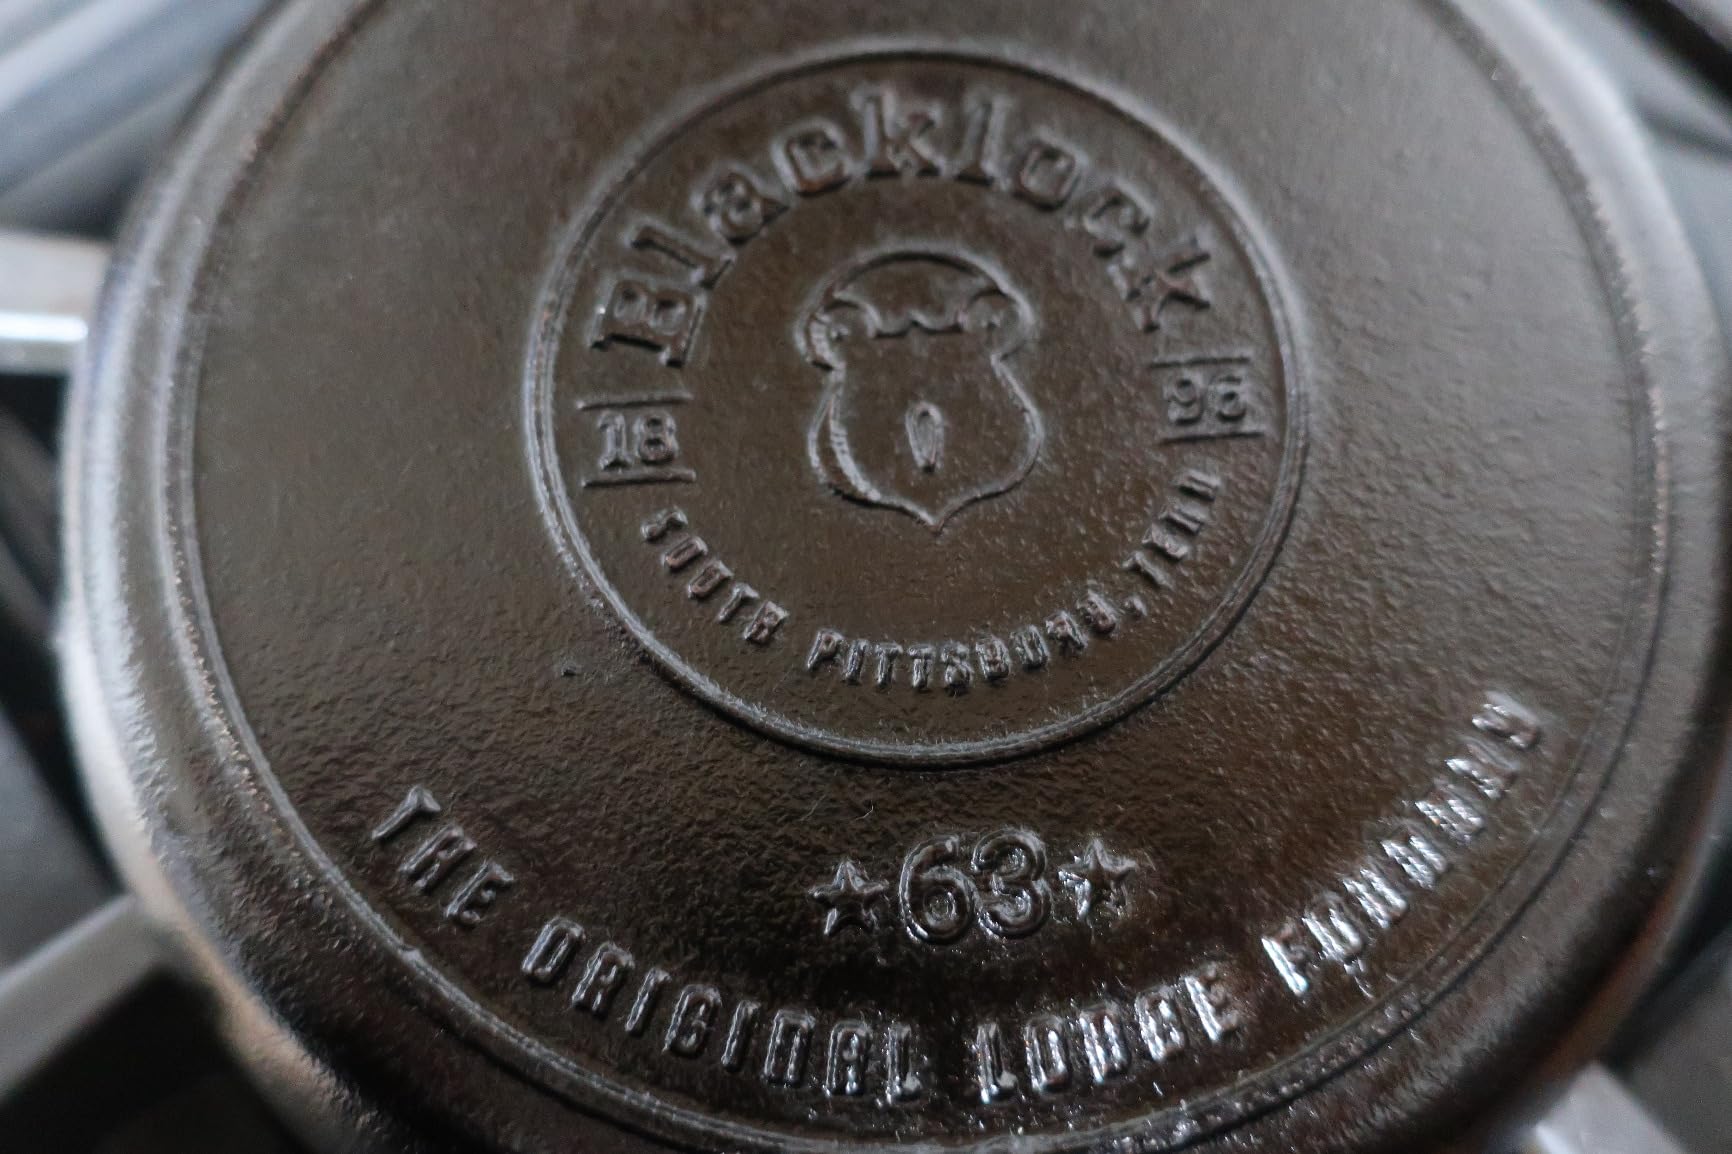 Blacklock
18 96
SOUTH PITTSBURG, TENN
★63★
THE ORIGINAL LODGE FOUNDRY